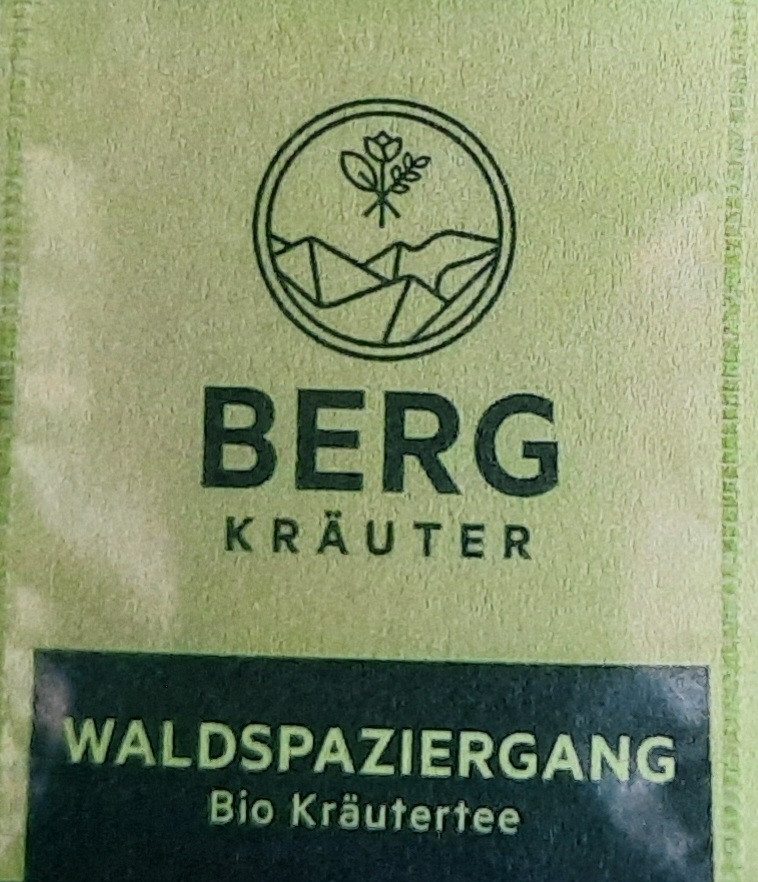 BERG
KRÄUTER
WALDSPAZIERGANG
Bio Kräutertee